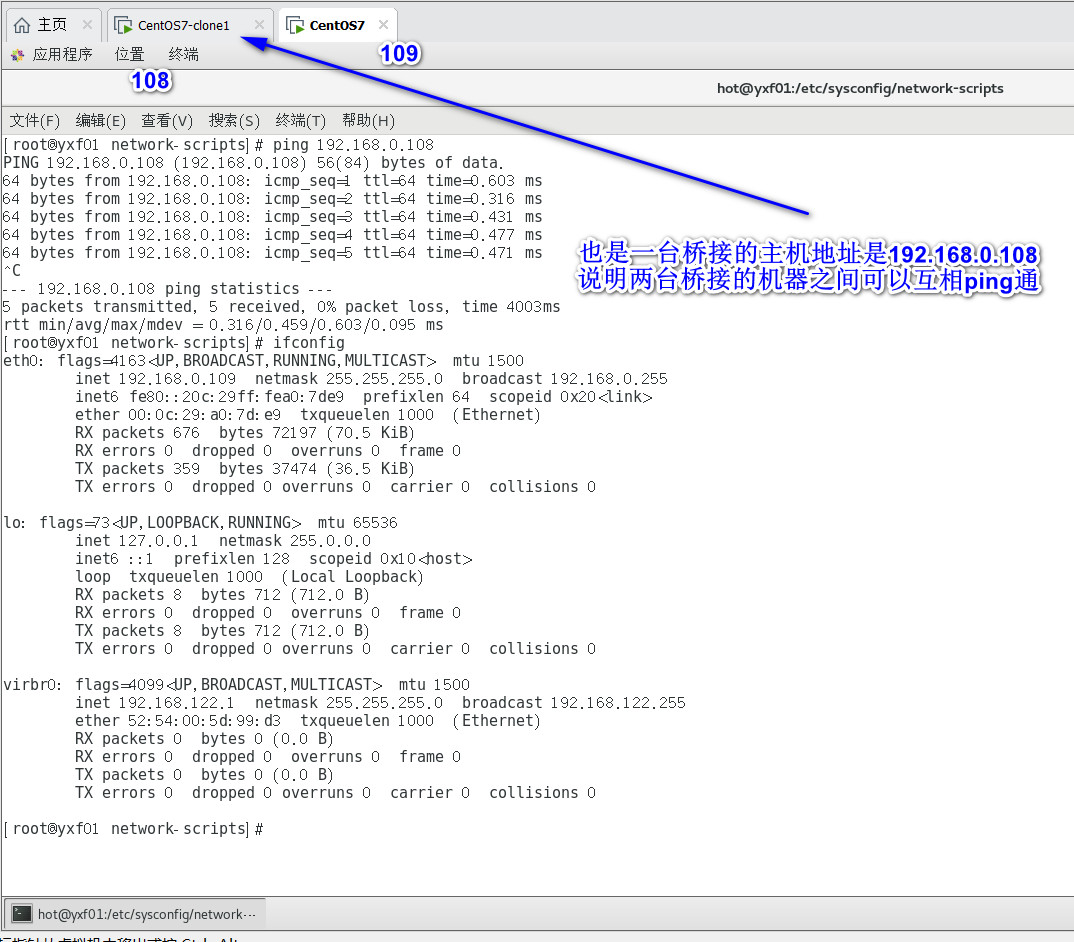 主页
CentOS7-clone1
CentOS7
应用程序 位置 终端
109
108
hot@yxf01:/etc/sysconfig/network-scripts
文件(F) 编辑(E) 查看(V) 搜索(S) 终端(T) 帮助(H)
[root@yxf01 network-scripts]# ping 192.168.0.108
PING 192.168.0.108 (192.168.0.108) 56(84) bytes of data.
64 bytes from 192.168.0.108: icmp_seq=1 ttl=64 time=0.603 ms
64 bytes from 192.168.0.108: icmp_seq=2 ttl=64 time=0.316 ms
64 bytes from 192.168.0.108: icmp_seq=3 ttl=64 time=0.431 ms
64 bytes from 192.168.0.108: icmp_seq=4 ttl=64 time=0.477 ms
64 bytes from 192.168.0.108: icmp_seq=5 ttl=64 time=0.471 ms
^C
--- 192.168.0.108 ping statistics ---
5 packets transmitted, 5 received, 0% packet loss, time 4003ms
rtt min/avg/max/mdev = 0.316/0.459/0.603/0.095 ms
也是一台桥接的主机地址是192.168.0.108
说明两台桥接的机器之间可以互相ping通
[root@yxf01 network-scripts]# ifconfig
eth0: flags=4163<UP,BROADCAST,RUNNING,MULTICAST> mtu 1500
inet 192.168.0.109 netmask 255.255.255.0 broadcast 192.168.0.255
inet6 fe80::20c:29ff:fea0:7de9 prefixlen 64 scopeid 0x20<link>
ether 00:0c:29:a0:7d:e9 txqueuelen 1000 (Ethernet)
RX packets 676 bytes 72197 (70.5 KiB)
RX errors 0 dropped 0 overruns 0 frame 0
TX packets 359 bytes 37474 (36.5 KiB)
TX errors 0 dropped 0 overruns 0 carrier 0 collisions 0
lo: flags=73<UP,LOOPBACK,RUNNING> mtu 65536
inet 127.0.0.1 netmask 255.0.0.0
inet6 ::1 prefixlen 128 scopeid 0x10<host>
loop txqueuelen 1000 (Local Loopback)
RX packets 8 bytes 712 (712.0 B)
RX errors 0 dropped 0 overruns 0 frame 0
TX packets 8 bytes 712 (712.0 B)
TX errors 0 dropped 0 overruns 0 carrier 0 collisions 0
virbr0: flags=4099<UP,BROADCAST,MULTICAST> mtu 1500
inet 192.168.122.1 netmask 255.255.255.0 broadcast 192.168.122.255
ether 52:54:00:5d:99:d3 txqueuelen 1000 (Ethernet)
RX packets 0 bytes 0 (0.0 B)
RX errors 0 dropped 0 overruns 0 frame 0
TX packets 0 bytes 0 (0.0 B)
TX errors 0 dropped 0 overruns 0 carrier 0 collisions 0
[root@yxf01 network-scripts]#
hot@yxf01:/etc/sysconfig/network-···